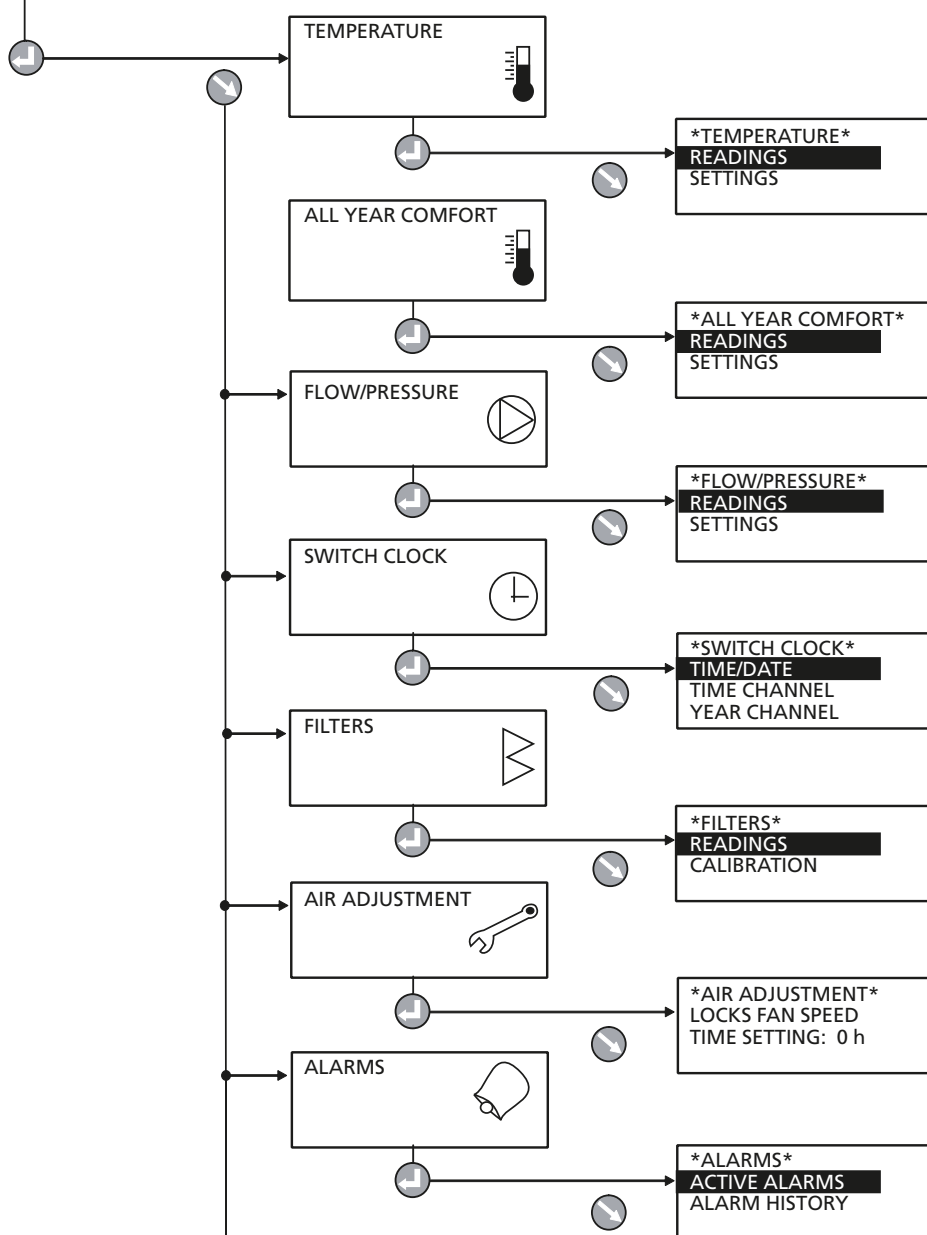 TEMPERATURE
*TEMPERATURE*
READINGS
SETTINGS
ALL YEAR COMFORT
*ALL YEAR COMFORT*
READINGS
SETTINGS
FLOW/PRESSURE
*FLOW/PRESSURE*
READINGS
SETTINGS
SWITCH CLOCK
*SWITCH CLOCK*
TIME/DATE
TIME CHANNEL
YEAR CHANNEL
FILTERS
*FILTERS*
READINGS
CALIBRATION
AIR ADJUSTMENT
*AIR ADJUSTMENT*
LOCKS FAN SPEED
TIME SETTING: 0 h
ALARMS
*ALARMS*
ACTIVE ALARMS
ALARM HISTORY